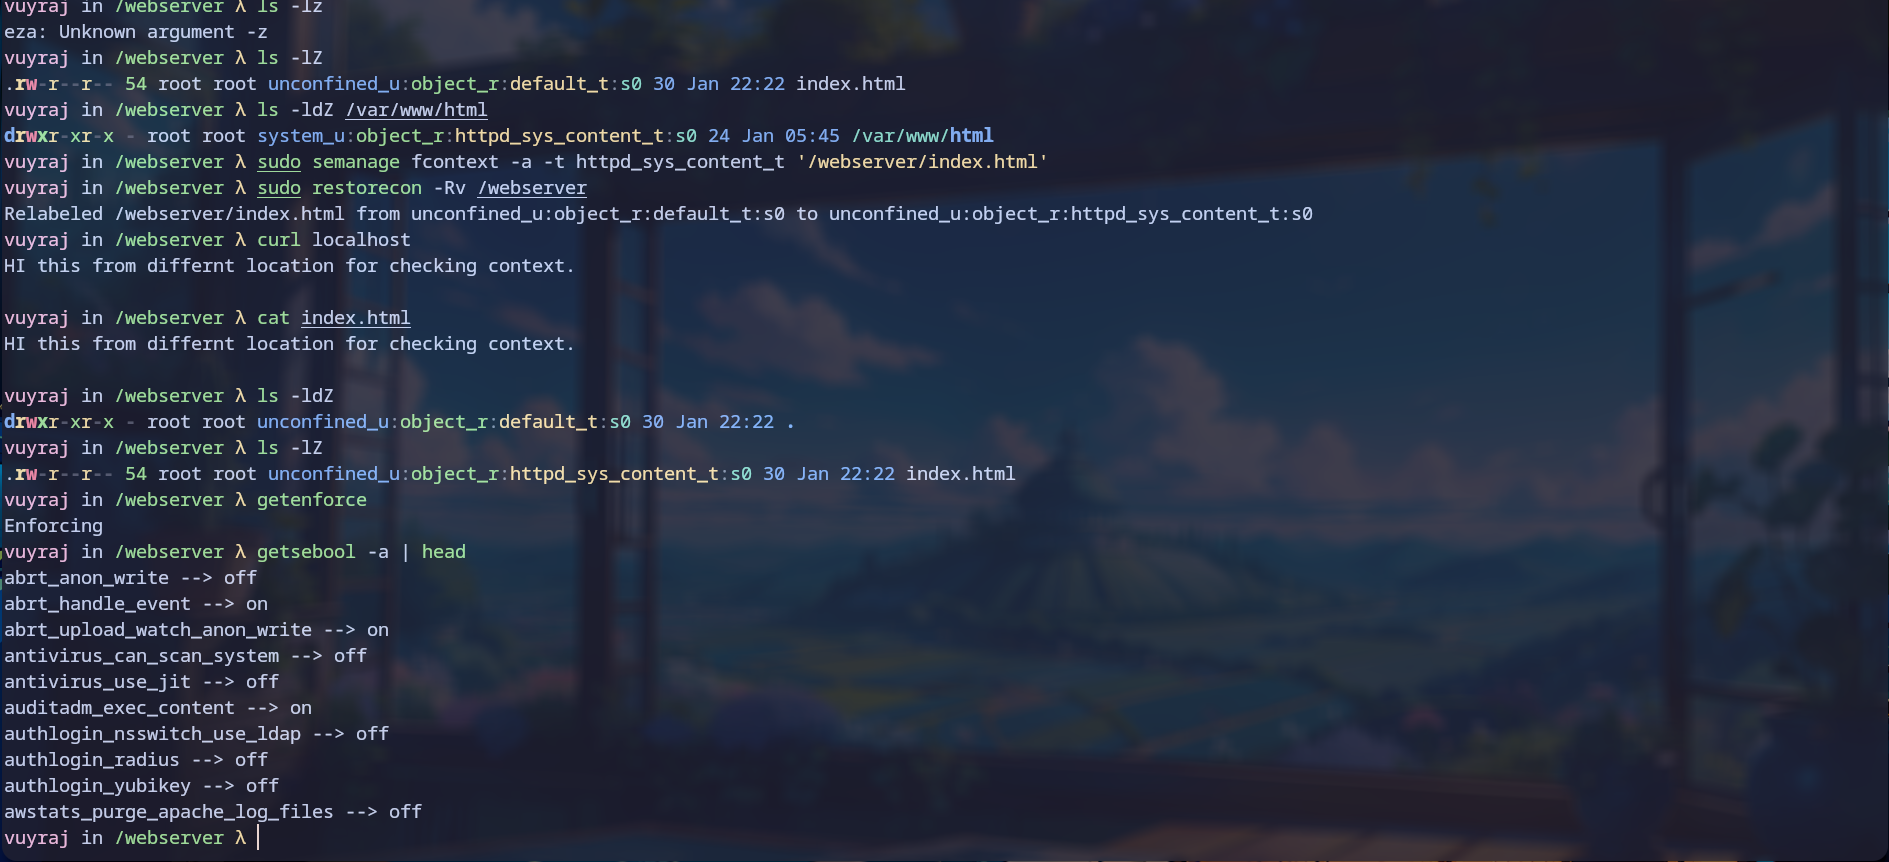 vuyraj in /webserver λ ls -lz
eza: Unknown argument -z
vuyraj in /webserver λ ls -lZ
.rw-r--r-- 54 root root unconfined_u:object_r:default_t:s0 30 Jan 22:22 index.html
vuyraj in /webserver λ ls -ldZ /var/www/html
drwxr-xr-x - root root system_u:object_r:httpd_sys_content_t:s0 24 Jan 05:45 /var/www/html
vuyraj in /webserver λ sudo semanage fcontext -a -t httpd_sys_content_t '/webserver/index.html'
vuyraj in /webserver λ sudo restorecon -Rv /webserver
Relabeled /webserver/index.html from unconfined_u:object_r:default_t:s0 to unconfined_u:object_r:httpd_sys_content_t:s0
vuyraj in /webserver λ curl localhost
HI this from differnt location for checking context.
vuyraj in /webserver λ cat index.html
HI this from differnt location for checking context.
vuyraj in /webserver λ ls -ldZ
drwxr-xr-x - root root unconfined_u:object_r:default_t:s0 30 Jan 22:22 .
vuyraj in /webserver λ ls -lZ
.rw-r--r-- 54 root root unconfined_u:object_r:httpd_sys_content_t:s0 30 Jan 22:22 index.html
vuyraj in /webserver λ getenforce
Enforcing
vuyraj in /webserver λ getsebool -a | head
abrt_anon_write --> off
abrt_handle_event --> on
abrt_upload_watch_anon_write --> on
antivirus_can_scan_system --> off
antivirus_use_jit --> off
auditadm_exec_content --> on
authlogin_nsswitch_use_ldap --> off
authlogin_radius --> off
authlogin_yubikey --> off
awstats_purge_apache_log_files --> off
vuyraj in /webserver λ